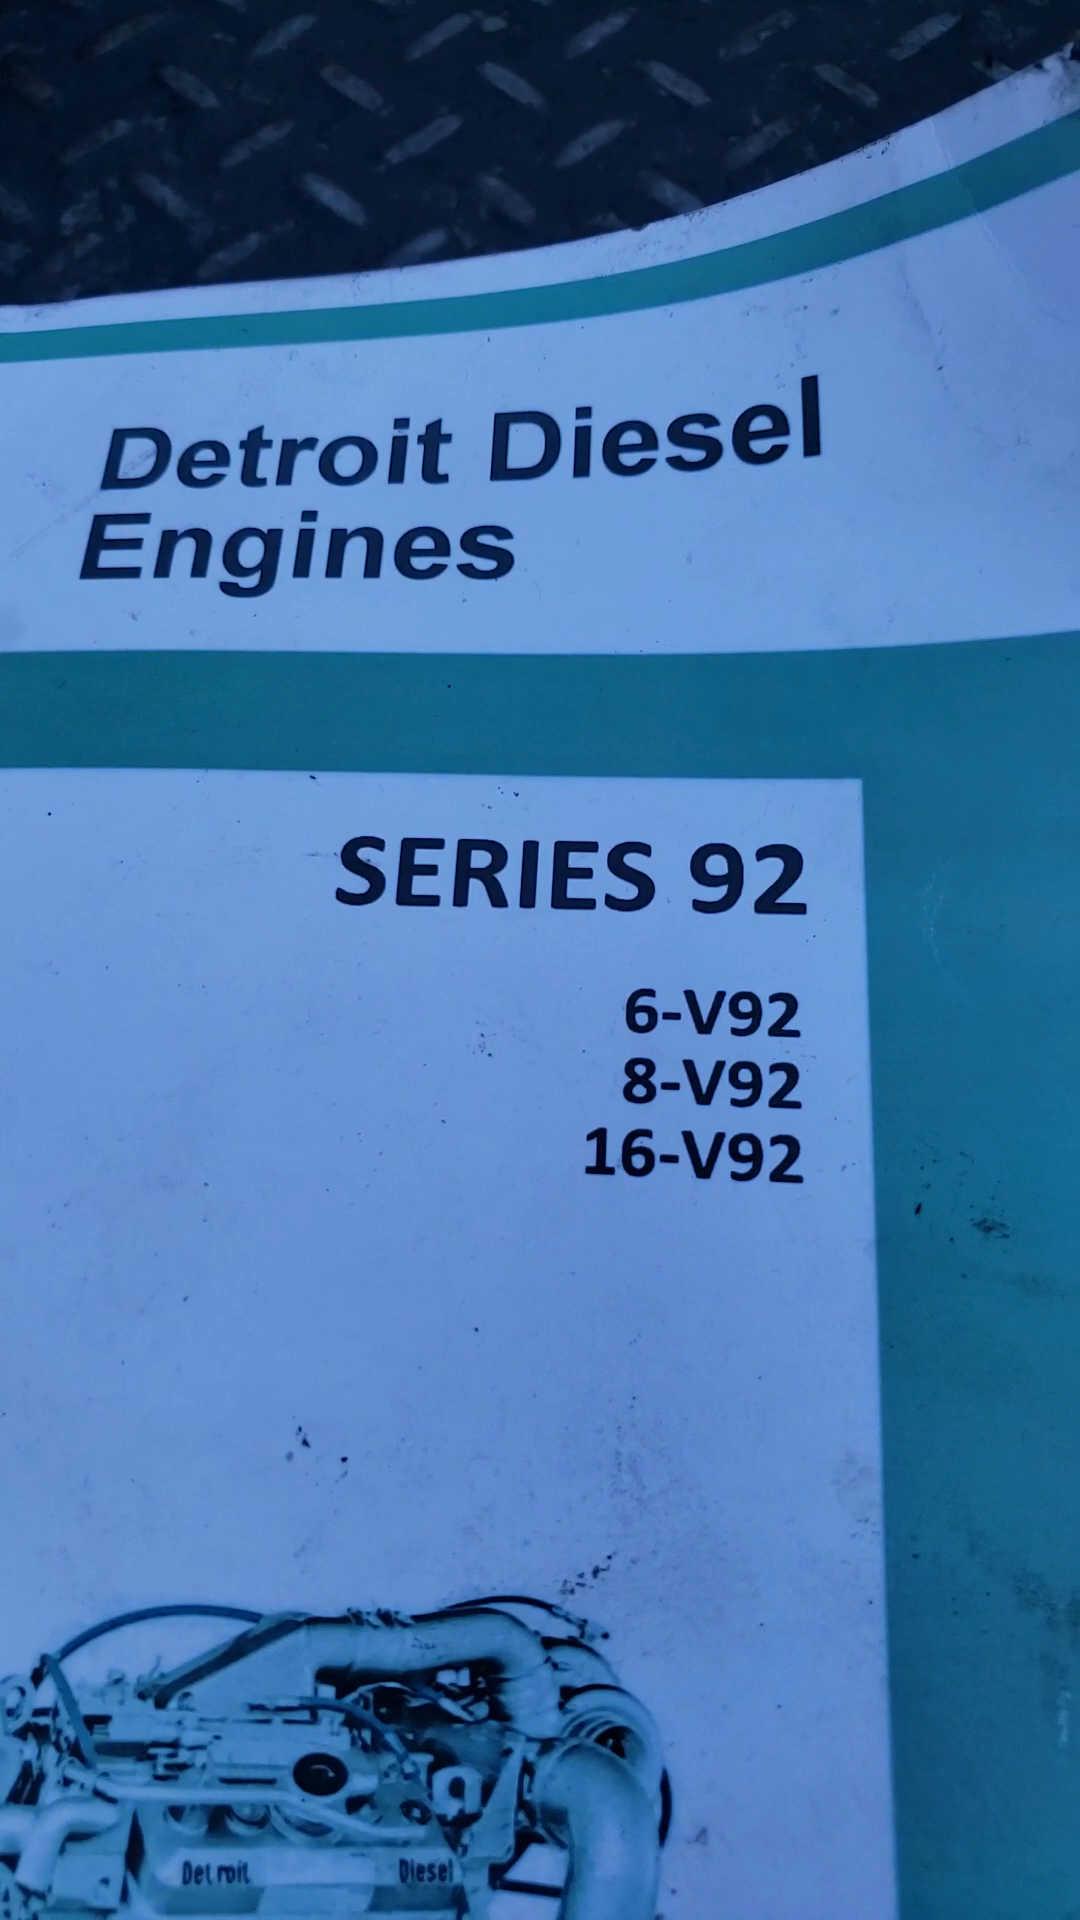 Detroit Diesel
Engines
SERIES 92
6-V92
8-V92
16-V92
Detroit Diesel